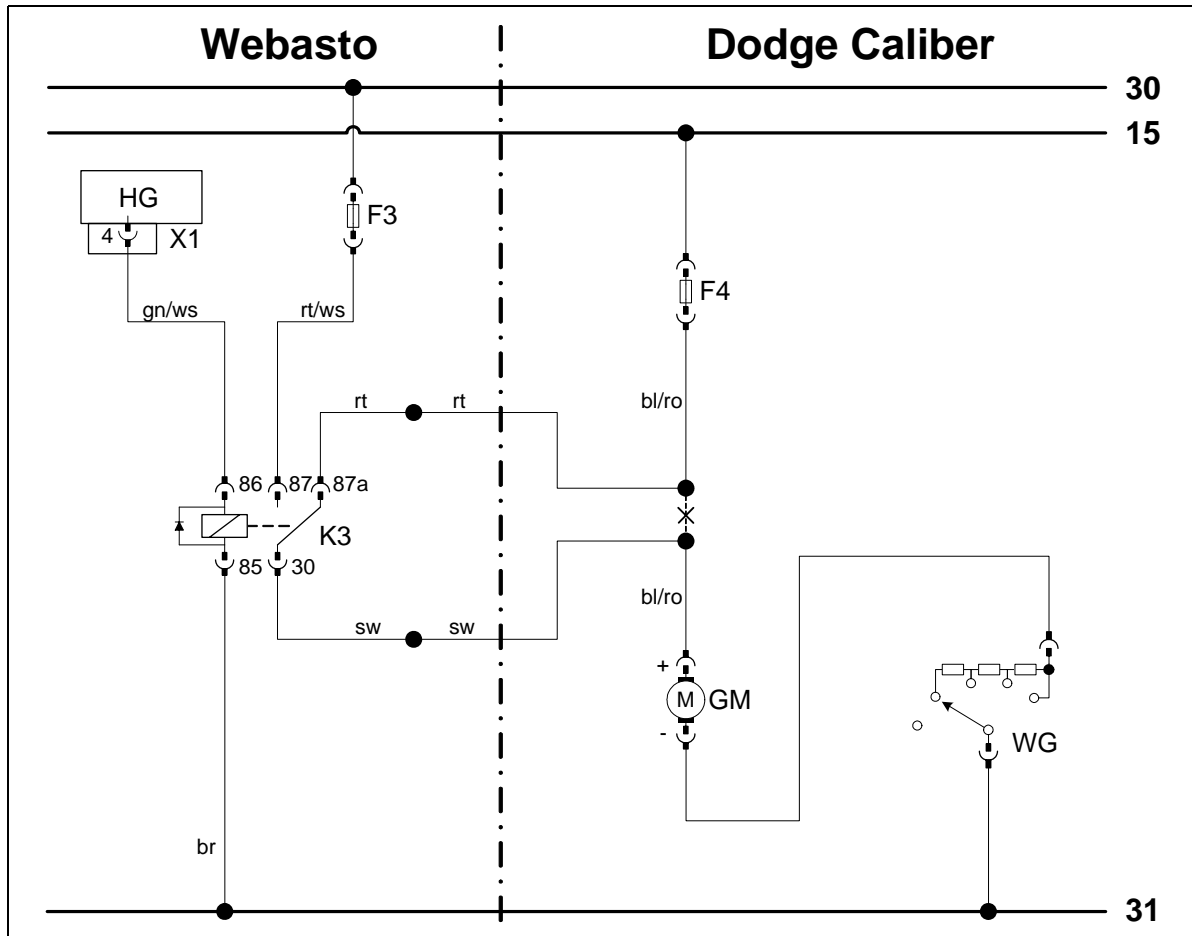 Webasto
Dodge Caliber
30
15
HG
4
X1
F3
F4
gn/ws
rt/ws
rt
rt
bl/ro
86
87
87a
K3
85
30
bl/ro
sw
sw
+
M
GM
-
WG
br
31